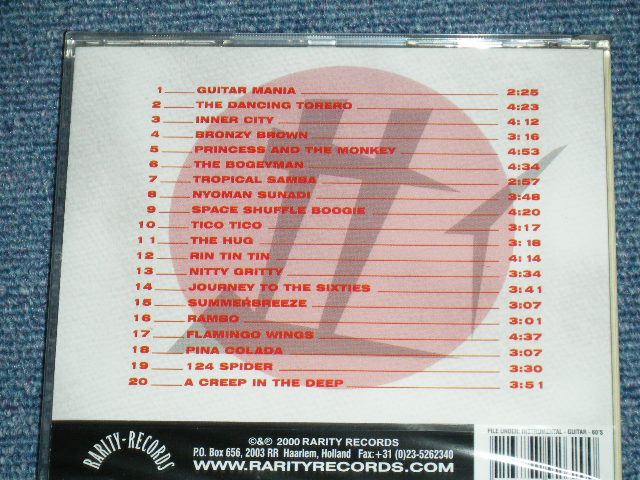 1 GUITAR MANIA 2:25
2 THE DANCING TORERO 4:23
3 INNER CITY 4:12
4 BRONZY BROWN 3:16
5 PRINCESS AND THE MONKEY 4:53
6 THE BOGEYMAN 4:34
7 TROPICAL SAMBA 2:57
8 NYOMAN SUNADI 3:48
9 SPACE SHUFFLE BOOGIE 4:20
10 TICO TICO 3:17
11 THE HUG 3:18
12 RIN TIN TIN 4:14
13 NITTY GRITTY 3:34
14 JOURNEY TO THE SIXTIES 3:41
15 SUMMERBREEZE 3:07
16 RAMBO 3:01
17 FLAMINGO WINGS 4:37
18 PINA COLADA 3:07
19 124 SPIDER 3:30
20 A CREEP IN THE DEEP 3:51
RARITY-RECORDS
©&℗ 2000 RARITY RECORDS
P.O. Box 656, 2003 RR Haarlem, Holland Fax:+31 (0)23-5262340
WWW.RARITYRECORDS.COM
FILE UNDER: INSTRUMENTAL - GUITAR - 60'S